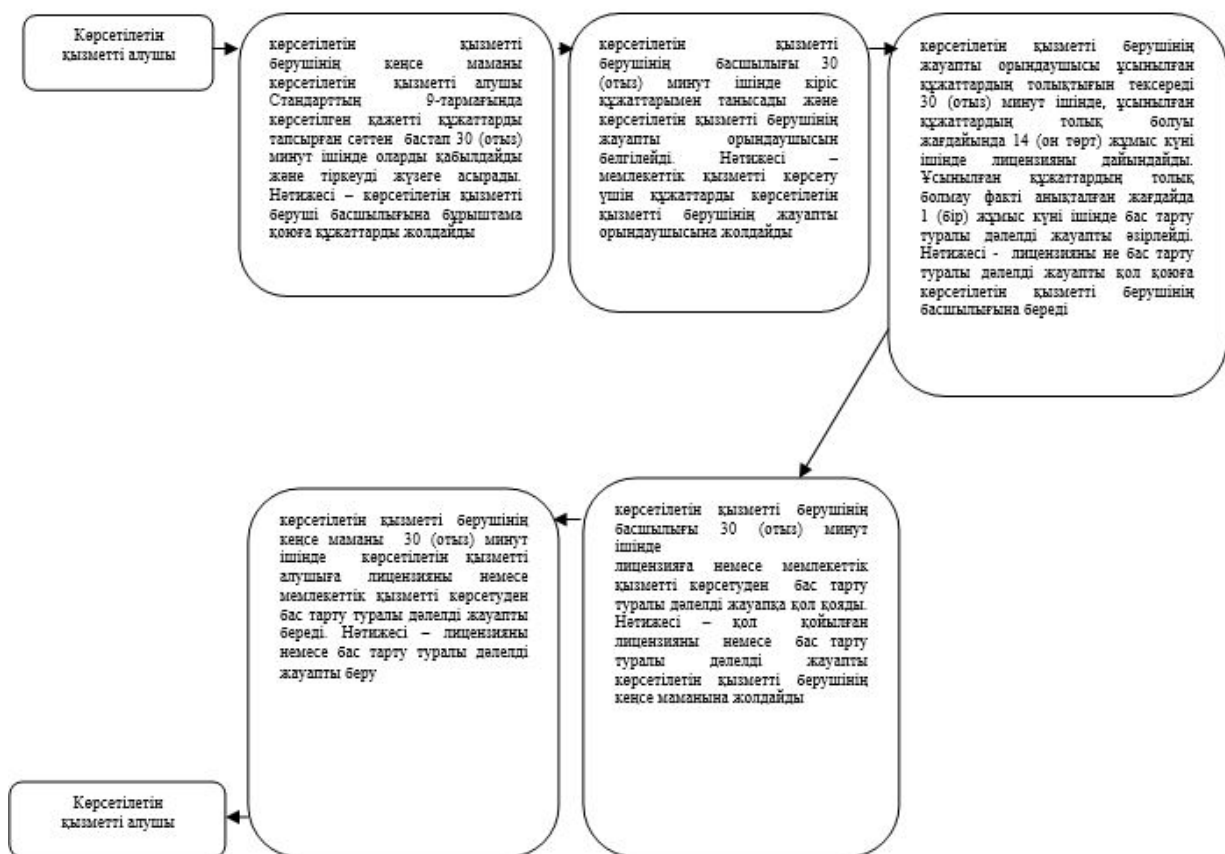 Көрсетілетін
қызметті алушы
көрсетілетін қызметті
берушінің кеңсе маманы
көрсетілетін қызметті алушы
Стандарттың 9-тармағында
көрсетілген қажетті құжаттарды
тапсырған сәттен бастап 30 (отыз)
минут ішінде оларды қабылдайды
және тіркеуді жүзеге асырады.
Нәтижесі – көрсетілетін қызметті
беруші басшылығына бұрыштама
қоюға құжаттарды жолдайды
көрсетілетін қызметті
берушінің басшылығы 30
(отыз) минут ішінде кіріс
құжаттарымен танысады және
көрсетілетін қызметті берушінің
жауапты орындаушысын
белгілейді. Нәтижесі –
мемлекеттік қызметті көрсету
үшін құжаттарды көрсетілетін
қызметті берушінің жауапты
орындаушысына жолдайды
көрсетілетін қызметті берушінің
жауапты орындаушысы ұсынылған
құжаттардың толықтығын тексереді
30 (отыз) минут ішінде, ұсынылған
құжаттардың толық болуы
жағдайында 14 (он төрт) жұмыс күні
ішінде лицензияны дайындайды.
Ұсынылған құжаттардың толық
болмау факті анықталған жағдайда
1 (бір) жұмыс күні ішінде бас тарту
туралы дәлелді жауапты әзірлейді.
Нәтижесі - лицензияны не бас тарту
туралы дәлелді жауапты қол қоюға
көрсетілетін қызметті берушінің
басшылығына береді
көрсетілетін қызметті берушінің
кеңсе маманы 30 (отыз) минут
ішінде көрсетілетін қызметті
алушыға лицензияны немесе
мемлекеттік қызметті көрсетуден
бас тарту туралы дәлелді жауапты
береді. Нәтижесі – лицензияны
немесе бас тарту туралы дәлелді
жауапты беру
көрсетілетін қызметті берушінің
басшылығы 30 (отыз) минут
ішінде
лицензияға немесе мемлекеттік
қызметті көрсетуден бас тарту
туралы дәлелді жауапқа қол қояды.
Нәтижесі – қол қойылған
лицензияны немесе бас тарту
туралы дәлелді жауапты
көрсетілетін қызметті берушінің
кеңсе маманына жолдайды
Көрсетілетін
қызметті алушы